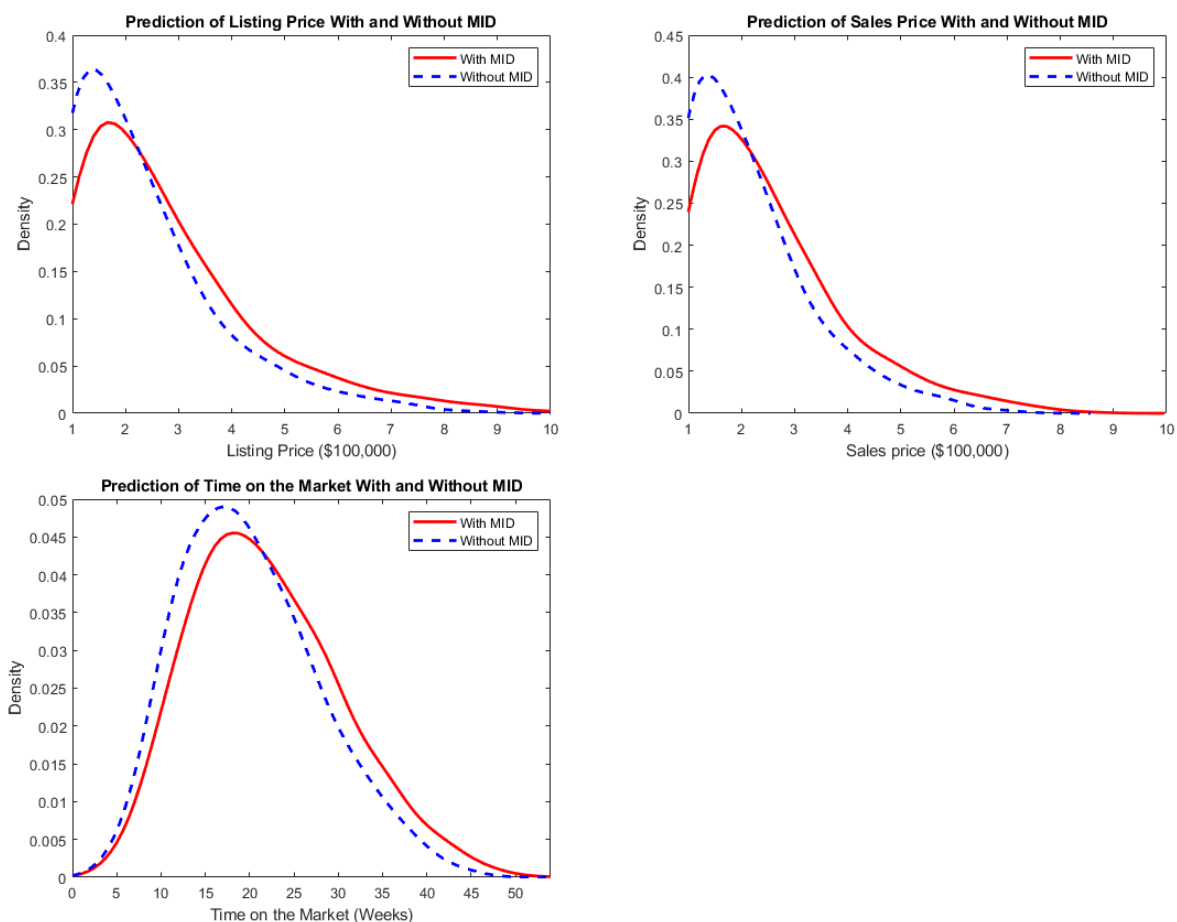 Prediction of Listing Price With and Without MID
0.4
0.35
0.3
0.25
0.2
0.15
0.1
0.05
0
Density
With MID
Without MID
1 2 3 4 5 6 7 8 9 10
Listing Price ($100,000)
Prediction of Sales Price With and Without MID
0.45
0.4
0.35
0.3
0.25
0.2
0.15
0.1
0.05
0
Density
With MID
Without MID
1 2 3 4 5 6 7 8 9 10
Sales price ($100,000)
Prediction of Time on the Market With and Without MID
0.05
0.045
0.04
0.035
0.03
0.025
0.02
0.015
0.01
0.005
0
Density
With MID
Without MID
0 5 10 15 20 25 30 35 40 45 50
Time on the Market (Weeks)